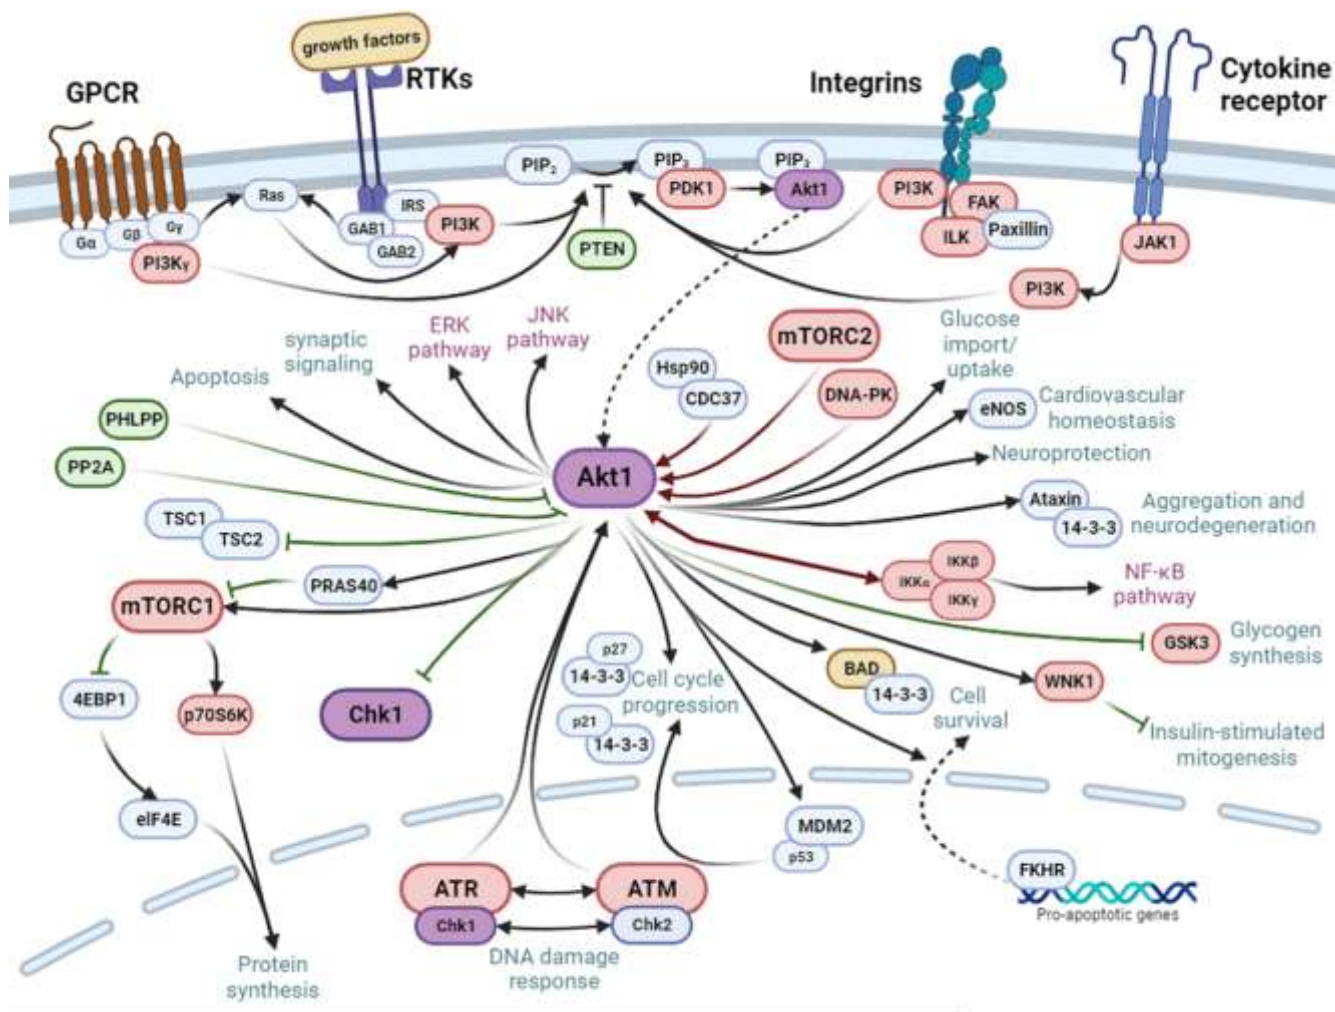 growth factors
RTKs
GPCR
Integrins
Cytokine
receptor
PIP₂
PIP₃
PDK1
PIP₃
Akt1
PI3K
FAK
ILK
Paxillin
JAK1
PI3K
Ras
IRS
GAB1
GAB2
PI3K
Gα
Gβ
Gγ
PI3Kγ
PTEN
synaptic
signaling
ERK
pathway
JNK
pathway
Apoptosis
mTORC2
Hsp90
CDC37
DNA-PK
Glucose
import/
uptake
eNOS
Cardiovascular
homeostasis
Neuroprotection
PHLPP
PP2A
Akt1
Ataxin
14-3-3
Aggregation and
neurodegeneration
TSC1
TSC2
PRAS40
mTORC1
IKKα
IKKβ
IKKγ
NF-κB
pathway
GSK3
Glycogen
synthesis
4EBP1
p70S6K
Chk1
p27
14-3-3
p21
14-3-3
Cell cycle
progression
BAD
14-3-3
Cell
survival
WNK1
Insulin-stimulated
mitogenesis
eIF4E
MDM2
p53
ATR
Chk1
ATM
Chk2
DNA damage
response
FKHR
Pro-apoptotic genes
Protein
synthesis